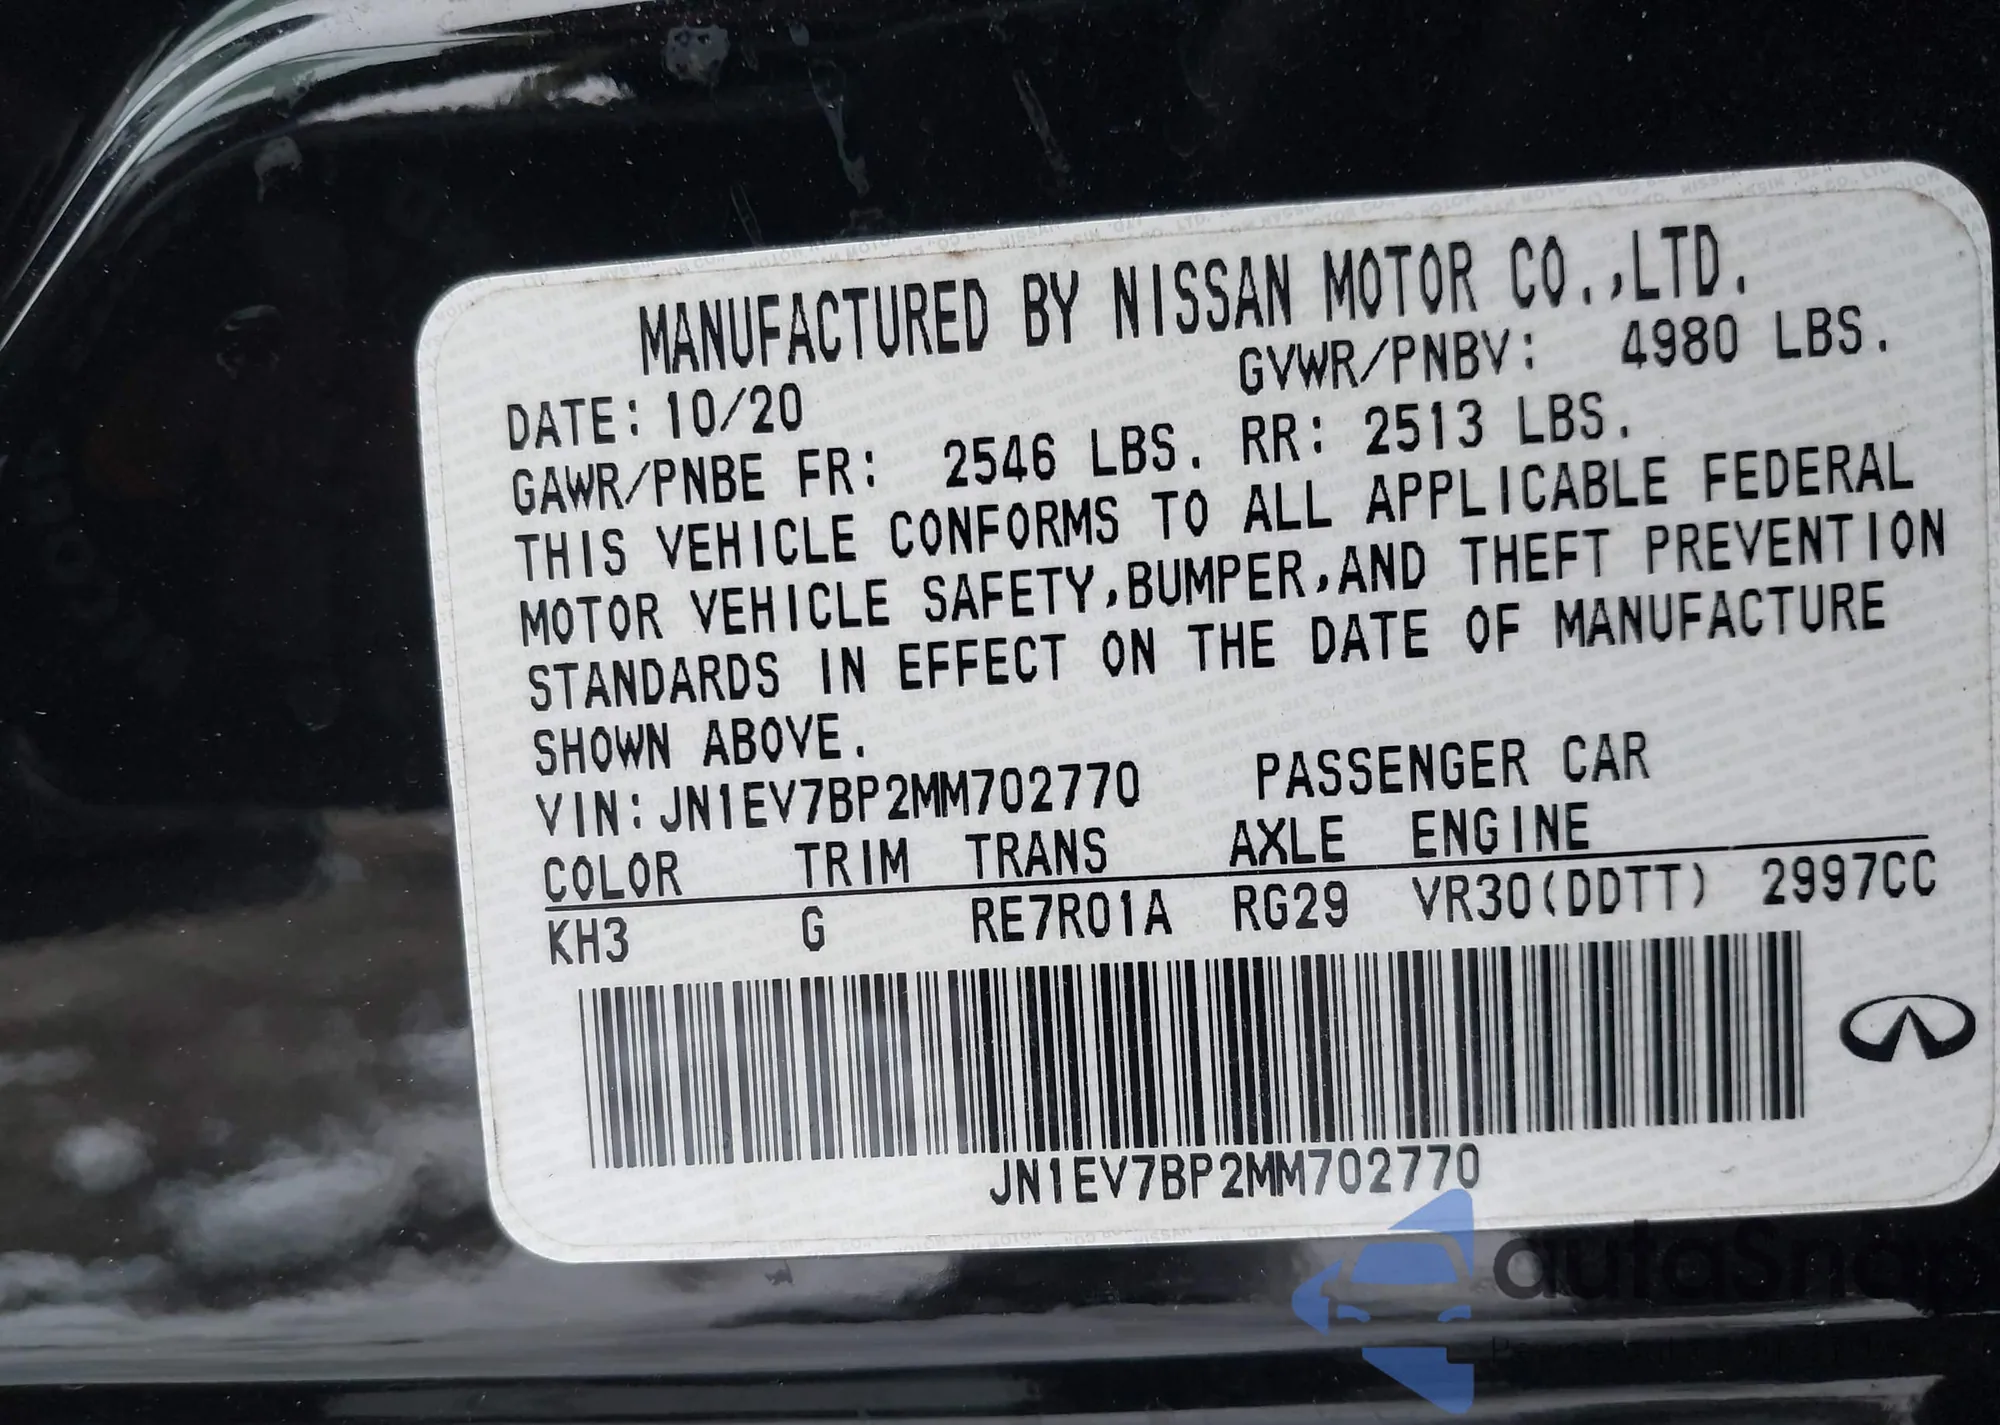 MANUFACTURED BY NISSAN MOTOR CO.,LTD.
DATE: 10/20 GVWR/PNBV: 4980 LBS.
GAWR/PNBE FR: 2546 LBS. RR: 2513 LBS.
THIS VEHICLE CONFORMS TO ALL APPLICABLE FEDERAL
MOTOR VEHICLE SAFETY,BUMPER,AND THEFT PREVENTION
STANDARDS IN EFFECT ON THE DATE OF MANUFACTURE
SHOWN ABOVE.
VIN: JN1EV7BP2MM702770 PASSENGER CAR
COLOR TRIM TRANS AXLE ENGINE
KH3 G RE7R01A RG29 VR30(DDTT) 2997CC
JN1EV7BP2MM702770
autaSnap